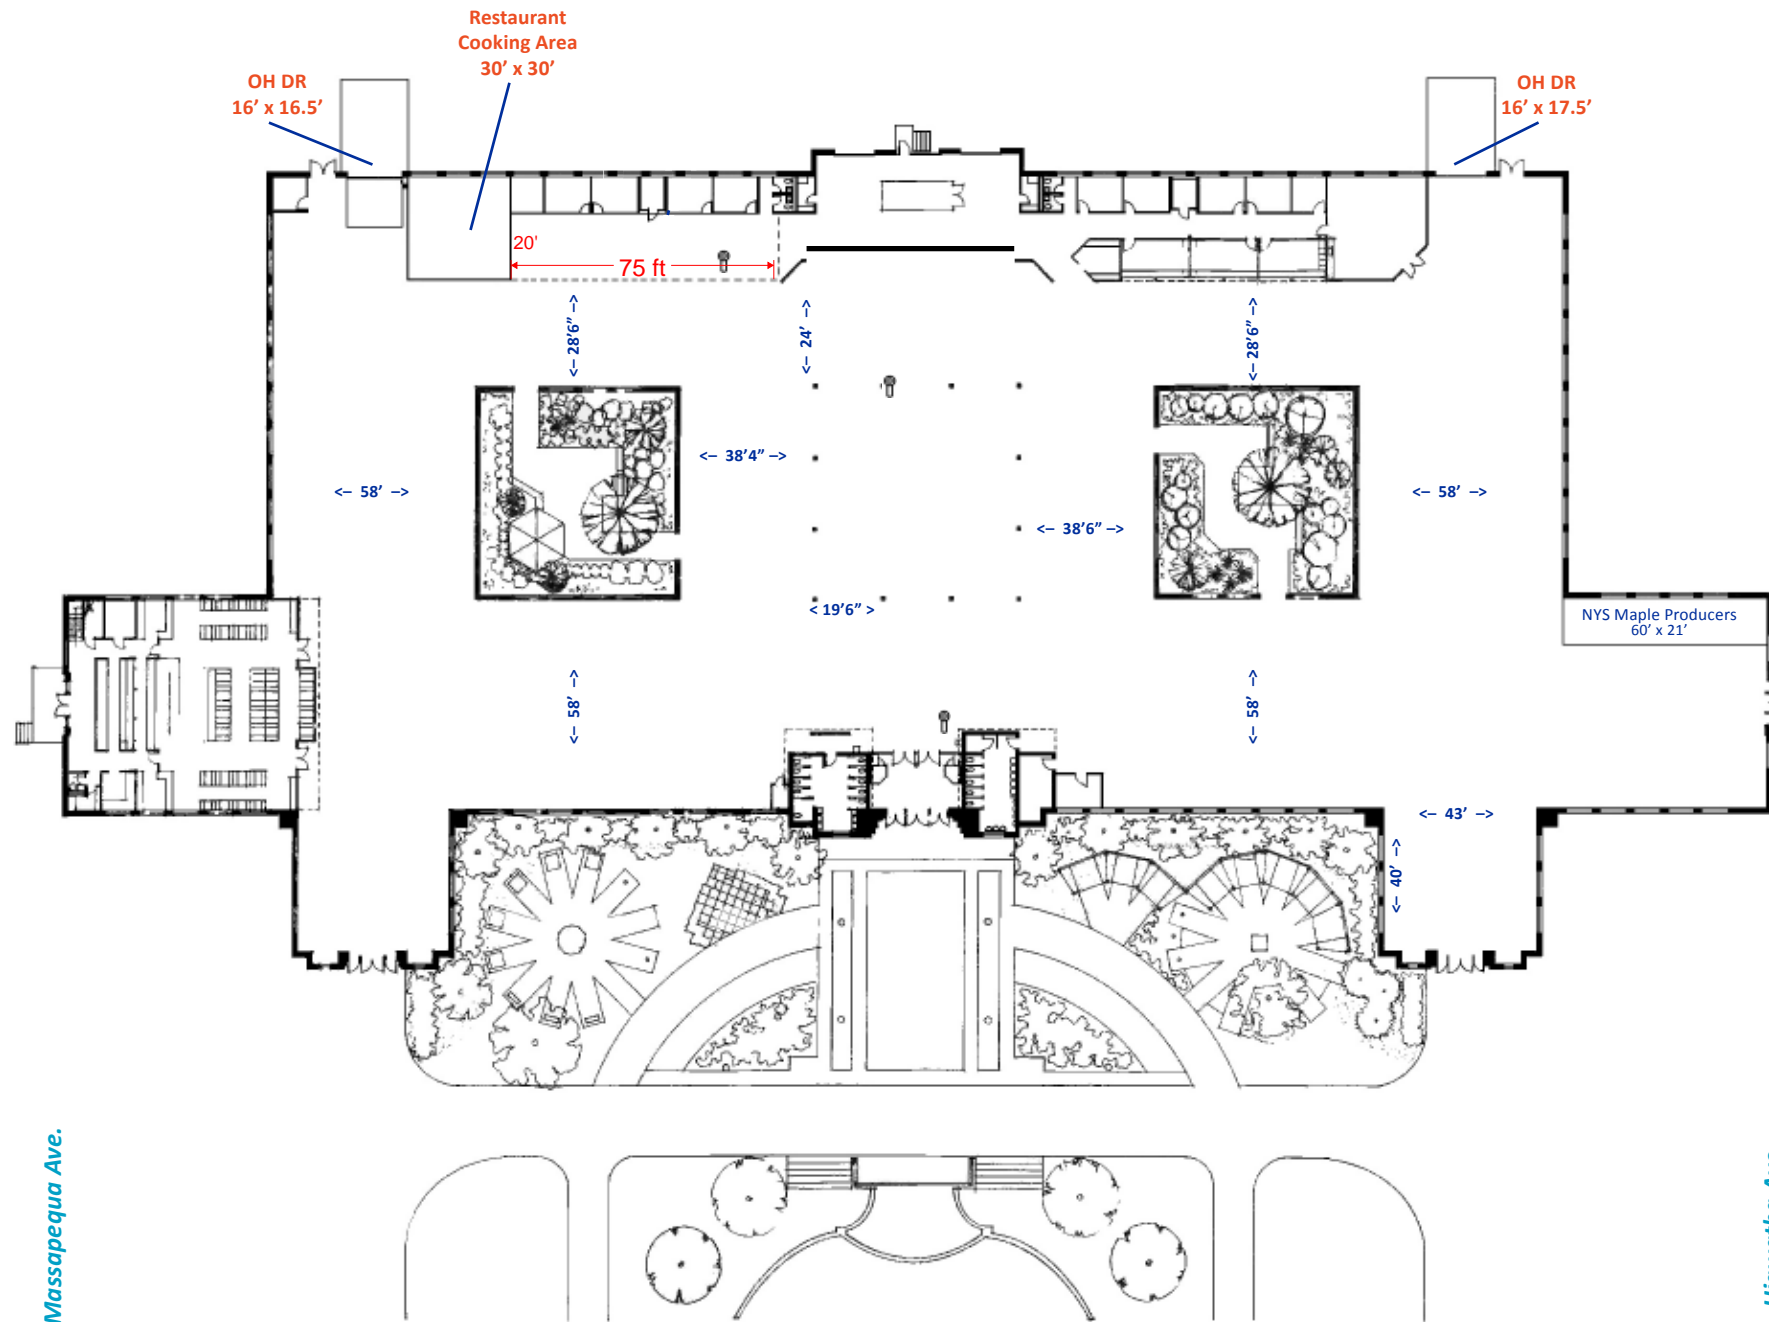 Restaurant
Cooking Area
30’ x 30’
OH DR
16’ x 16.5’
OH DR
16’ x 17.5’
20'
75 ft
<– 28’6” –>
<– 24’ –>
<– 28’6” –>
<– 38’4” –>
<– 58’ –>
<– 58’ –>
<– 38’6” –>
< 19’6” >
NYS Maple Producers
60’ x 21’
<– 58’ –>
<– 58’ –>
<– 43’ –>
<– 40’ –>
Massapequa Ave.